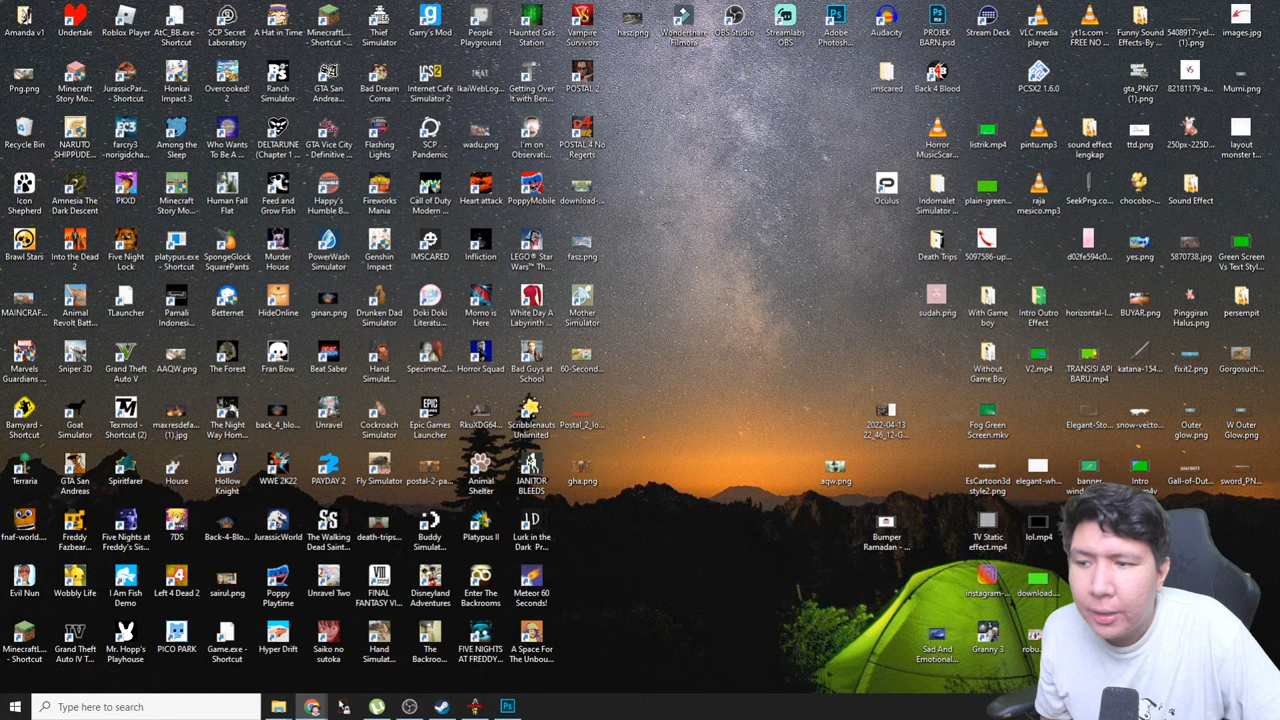 Amanda v1
Undertale
Roblox Player
AtC_BB.exe - Shortcut
SCP Secret Laboratory
A Hat in Time
MinecraftL... - Shortcut
Thief Simulator
Garry's Mod
People Playground
Haunted Gas Station
Vampire Survivors
hasz.png
Wondershare Filmora
OBS Studio
Streamlabs OBS
Adobe Photosh...
Audacity
PROJEK BARN.psd
Stream Deck
VLC media player
yt1s.com - FREE NO ...
Funny Sound Effects-By ...
5408917-yel... (1).png
images.jpg
Png.png
Minecraft Story Mo...
JurassicPar... - Shortcut
Honkai Impact 3
Overcooked! 2
Ranch Simulator
GTA San Andrea...
Bad Dream Coma
Internet Cafe Simulator 2
IkaiWebLog...
Getting Over It with Ben...
POSTAL 2
imscared
Back 4 Blood
PCSX2 1.6.0
gta_PNG7 (1).png
82181179-a...
Murni.png
Recycle Bin
NARUTO SHIPPUDE...
farcry3 -norigidcha...
Among the Sleep
Who Wants To Be A ...
DELTARUNE (Chapter 1 ...
GTA Vice City - Definitive ...
Flashing Lights
SCP Pandemic
wadu.png
I'm on Observati...
POSTAL 4 No Regerts
Horror MusicScar...
listrik.mp4
pintu.mp3
sound effect lengkap
ttd.png
250px-225D...
layout monster t...
Icon Shepherd
Amnesia The Dark Descent
PKXD
Minecraft Story Mo...
Human Fall Flat
Feed and Grow Fish
Happy's Humble B...
Fireworks Mania
Call of Duty Modern ...
Heart attack
PoppyMobile
download-...
Oculus
Indomalet Simulator ...
plain-green...
raja mesico.mp3
SeekPng.co...
chocobo-...
Sound Effect
Brawl Stars
Into the Dead 2
Five Night Lock
platypus.exe - Shortcut
SpongeGlock SquarePants
Murder House
PowerWash Simulator
Genshin Impact
IMSCARED
Infliction
LEGO® Star Wars™ Th...
fasz.png
Death Trips
5097586-up...
d02fe594c0...
yes.png
5870738.jpg
Green Screen Vs Text Styl...
MAINCRAF...
Animal Revolt Batt...
TLauncher
Pamali Indonesi...
Betternet
HideOnline
ginan.png
Drunken Dad Simulator
Doki Doki Literatu...
Momo is Here
White Day A Labyrinth ...
Mother Simulator
sudah.png
With Game boy
Intro Outro Effect
horizontal-l...
BUYAR.png
Pinggiran Halus.png
persempit
Marvels Guardians ...
Sniper 3D
Grand Theft Auto V
AAQW.png
The Forest
Fran Bow
Beat Saber
Hand Simulat...
SpecimenZ...
Horror Squad
Bad Guys at School
60-Second...
Without Game Boy
V2.mp4
TRANSISI API BARU.mp4
katana-154...
fixit2.png
Gorgosuch...
Barnyard - Shortcut
Goat Simulator
Texmod - Shortcut (2)
maxresdefa... (1).jpg
The Night Way Hom...
back_4_blo...
Unravel
Cockroach Simulator
Epic Games Launcher
RkuXDG64...
Scribblenauts Unlimited
Postal_2_lo...
2022-04-13 22_46_12-G...
Fog Green Screen.mkv
Elegant-Sto...
snow-vecto...
Outer glow.png
W Outer Glow.png
Terraria
GTA San Andreas
Spiritfarer
House
Hollow Knight
WWE 2K22
PAYDAY 2
Fly Simulator
postal-2-pa...
Animal Shelter
JANITOR BLEEDS
gha.png
aqw.png
EsCartoon3d style2.png
elegant-wh...
banner
Intro
Gall-of-Dut...
sword_PN...
fnaf-world...
Freddy Fazbear...
Five Nights at Freddy's Sis...
7DS
Back-4-Blo...
JurassicWorld
The Walking Dead Saint...
death-trips...
Buddy Simulat...
Platypus II
Lurk in the Dark Pr...
Bumper Ramadan - ...
TV Static effect.mp4
lol.mp4
Evil Nun
Wobbly Life
I Am Fish Demo
Left 4 Dead 2
sairul.png
Poppy Playtime
Unravel Two
FINAL FANTASY VI...
Disneyland Adventures
Enter The Backrooms
Meteor 60 Seconds!
instagram-...
download....
MinecraftL... - Shortcut
Grand Theft Auto IV T...
Mr. Hopp's Playhouse
PICO PARK
Game.exe - Shortcut
Hyper Drift
Saiko no sutoka
Hand Simulat...
The Backroo...
FIVE NIGHTS AT FREDDY...
A Space For The Unbou...
Sad And Emotional...
Granny 3
robu...
Type here to search